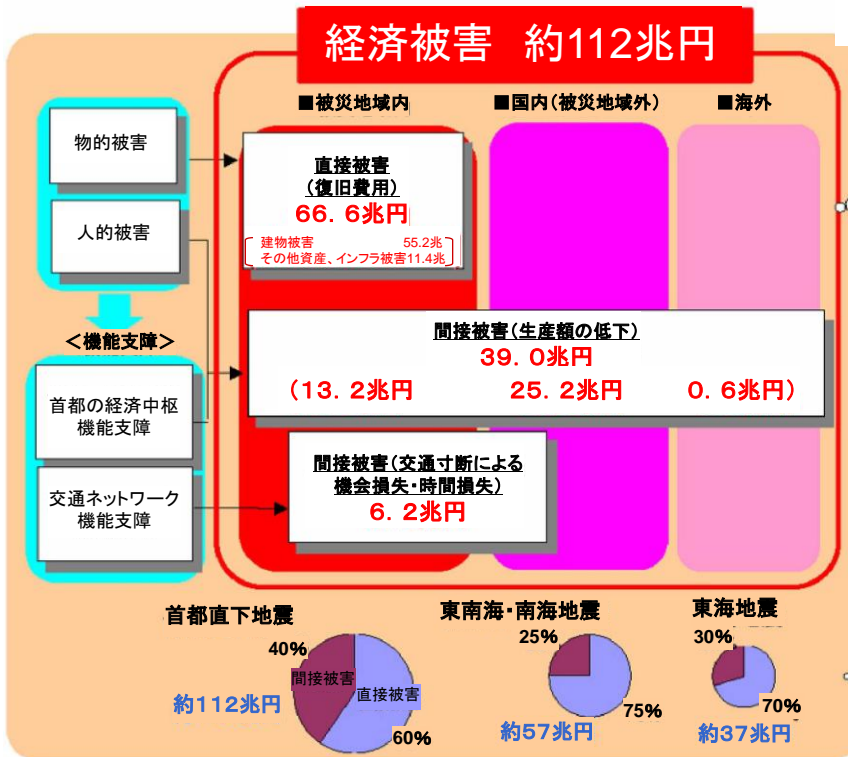 経済被害　約112兆円
■被災地域内
■国内(被災地域外)
■海外
物的被害
人的被害
＜機能支障＞
首都の経済中枢
機能支障
交通ネットワーク
機能支障
直接被害
(復旧費用)
66. 6兆円
建物被害 55.2兆
その他資産、インフラ被害11.4兆
間接被害(生産額の低下)
39. 0兆円
(13. 2兆円 25. 2兆円 0. 6兆円)
間接被害(交通寸断による
機会損失・時間損失)
6. 2兆円
首都直下地震
40%
間接被害
直接被害
約112兆円
60%
東南海・南海地震
25%
75%
約57兆円
東海地震
30%
70%
約37兆円